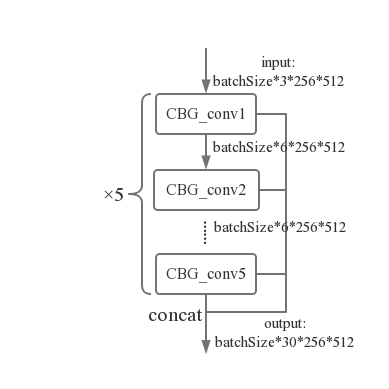 input:
batchSize*3*256*512
CBG_conv1
batchSize*6*256*512
×5
CBG_conv2
batchSize*6*256*512
CBG_conv5
concat
output:
batchSize*30*256*512